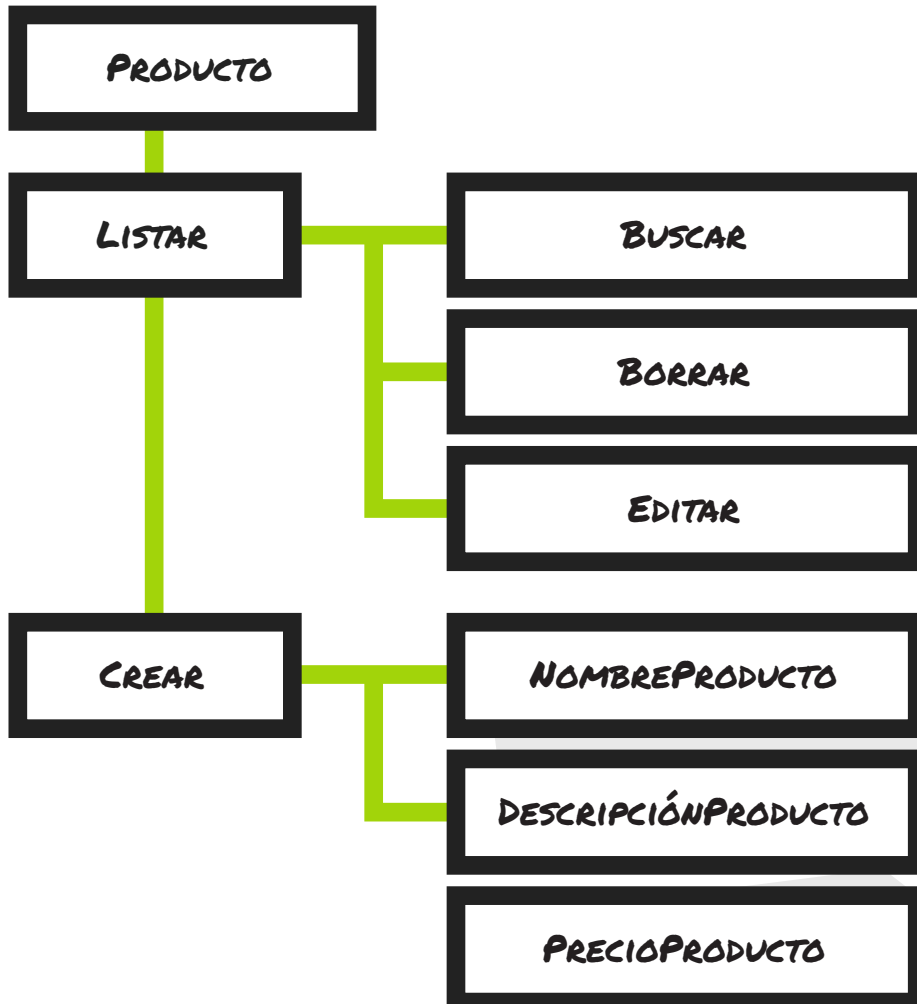 Producto
Listar
Buscar
Borrar
Editar
Crear
NombreProducto
DescripciónProducto
PrecioProducto